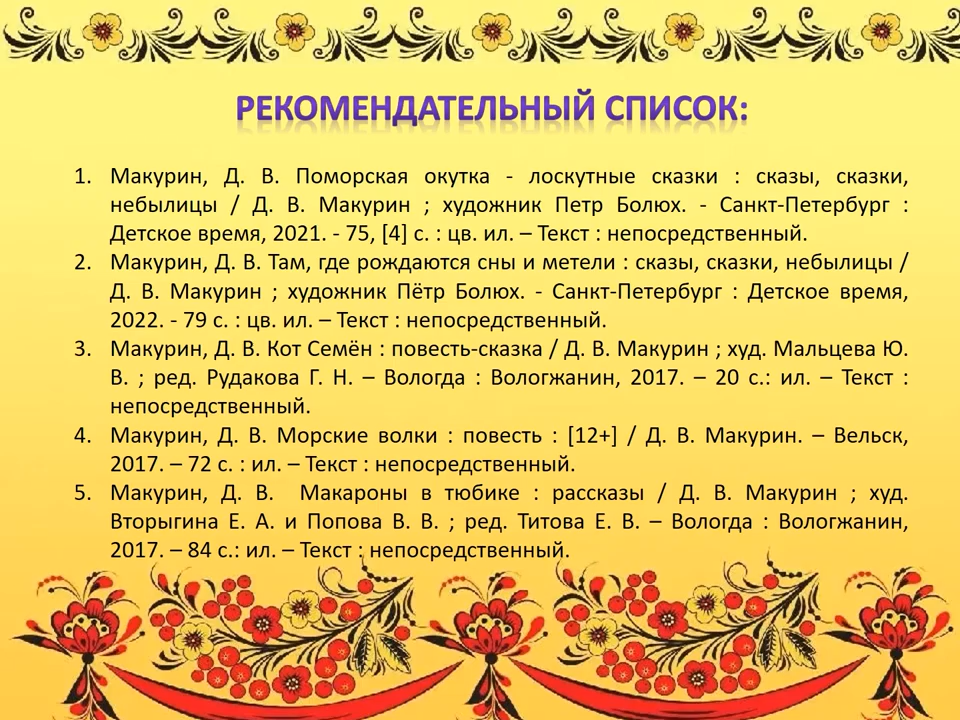 РЕКОМЕНДАТЕЛЬНЫЙ СПИСОК:
1. Макурин, Д. В. Поморская окутка - лоскутные сказки : сказы, сказки,
небылицы / Д. В. Макурин ; художник Петр Болюх. - Санкт-Петербург :
Детское время, 2021. - 75, [4] с. : цв. ил. – Текст : непосредственный.
2. Макурин, Д. В. Там, где рождаются сны и метели : сказы, сказки, небылицы /
Д. В. Макурин ; художник Пётр Болюх. - Санкт-Петербург : Детское время,
2022. - 79 с. : цв. ил. – Текст : непосредственный.
3. Макурин, Д. В. Кот Семён : повесть-сказка / Д. В. Макурин ; худ. Мальцева Ю.
В. ; ред. Рудакова Г. Н. – Вологда : Вологжанин, 2017. – 20 с.: ил. – Текст :
непосредственный.
4. Макурин, Д. В. Морские волки : повесть : [12+] / Д. В. Макурин. – Вельск,
2017. – 72 с. : ил. – Текст : непосредственный.
5. Макурин, Д. В. Макароны в тюбике : рассказы / Д. В. Макурин ; худ.
Вторыгина Е. А. и Попова В. В. ; ред. Титова Е. В. – Вологда : Вологжанин,
2017. – 84 с.: ил. – Текст : непосредственный.